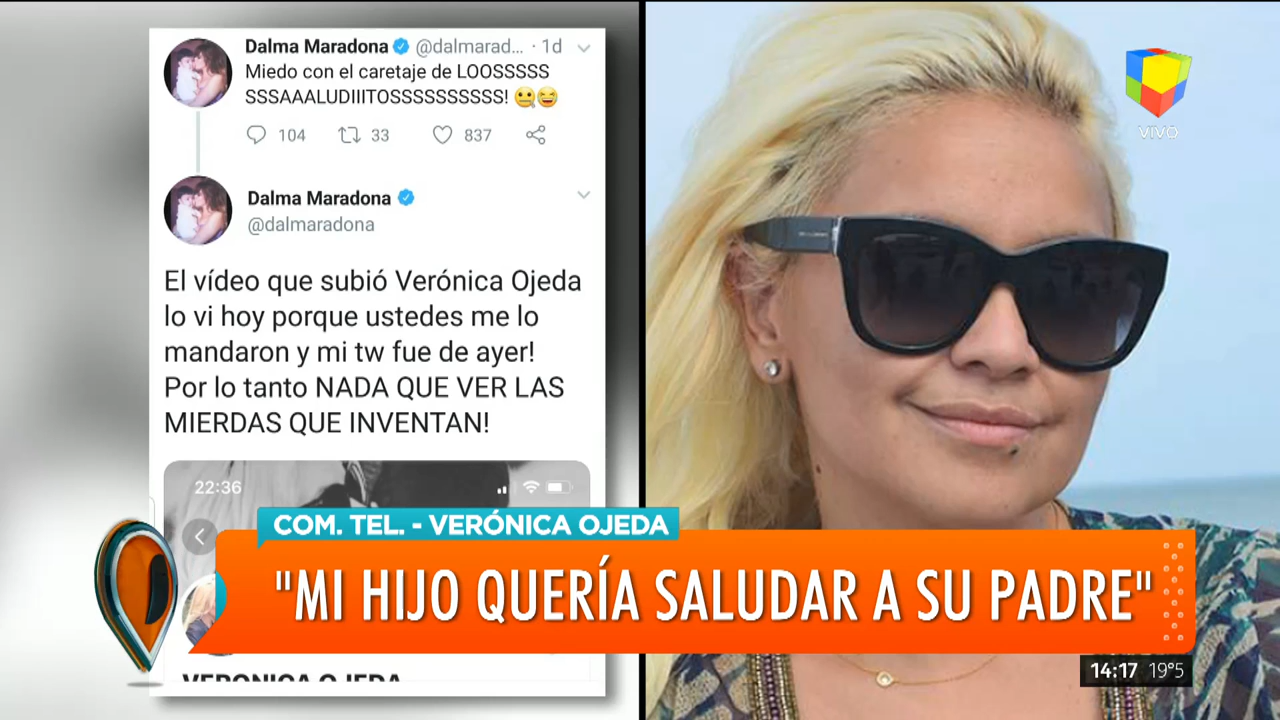 Dalma Maradona @dalmarad... · 1d
Miedo con el caretaje de LOOSSSSS
SSSAAALUDIIITOSSSSSSSSSS! 🤐😅
104 33 837
Dalma Maradona
@dalmaradona
El vídeo que subió Verónica Ojeda
lo vi hoy porque ustedes me lo
mandaron y mi tw fue de ayer!
Por lo tanto NADA QUE VER LAS
MIERDAS QUE INVENTAN!
22:36
VERONICA OJEDA
VIVO
COM. TEL. - VERÓNICA OJEDA
"MI HIJO QUERÍA SALUDAR A SU PADRE"
14:17 19°5